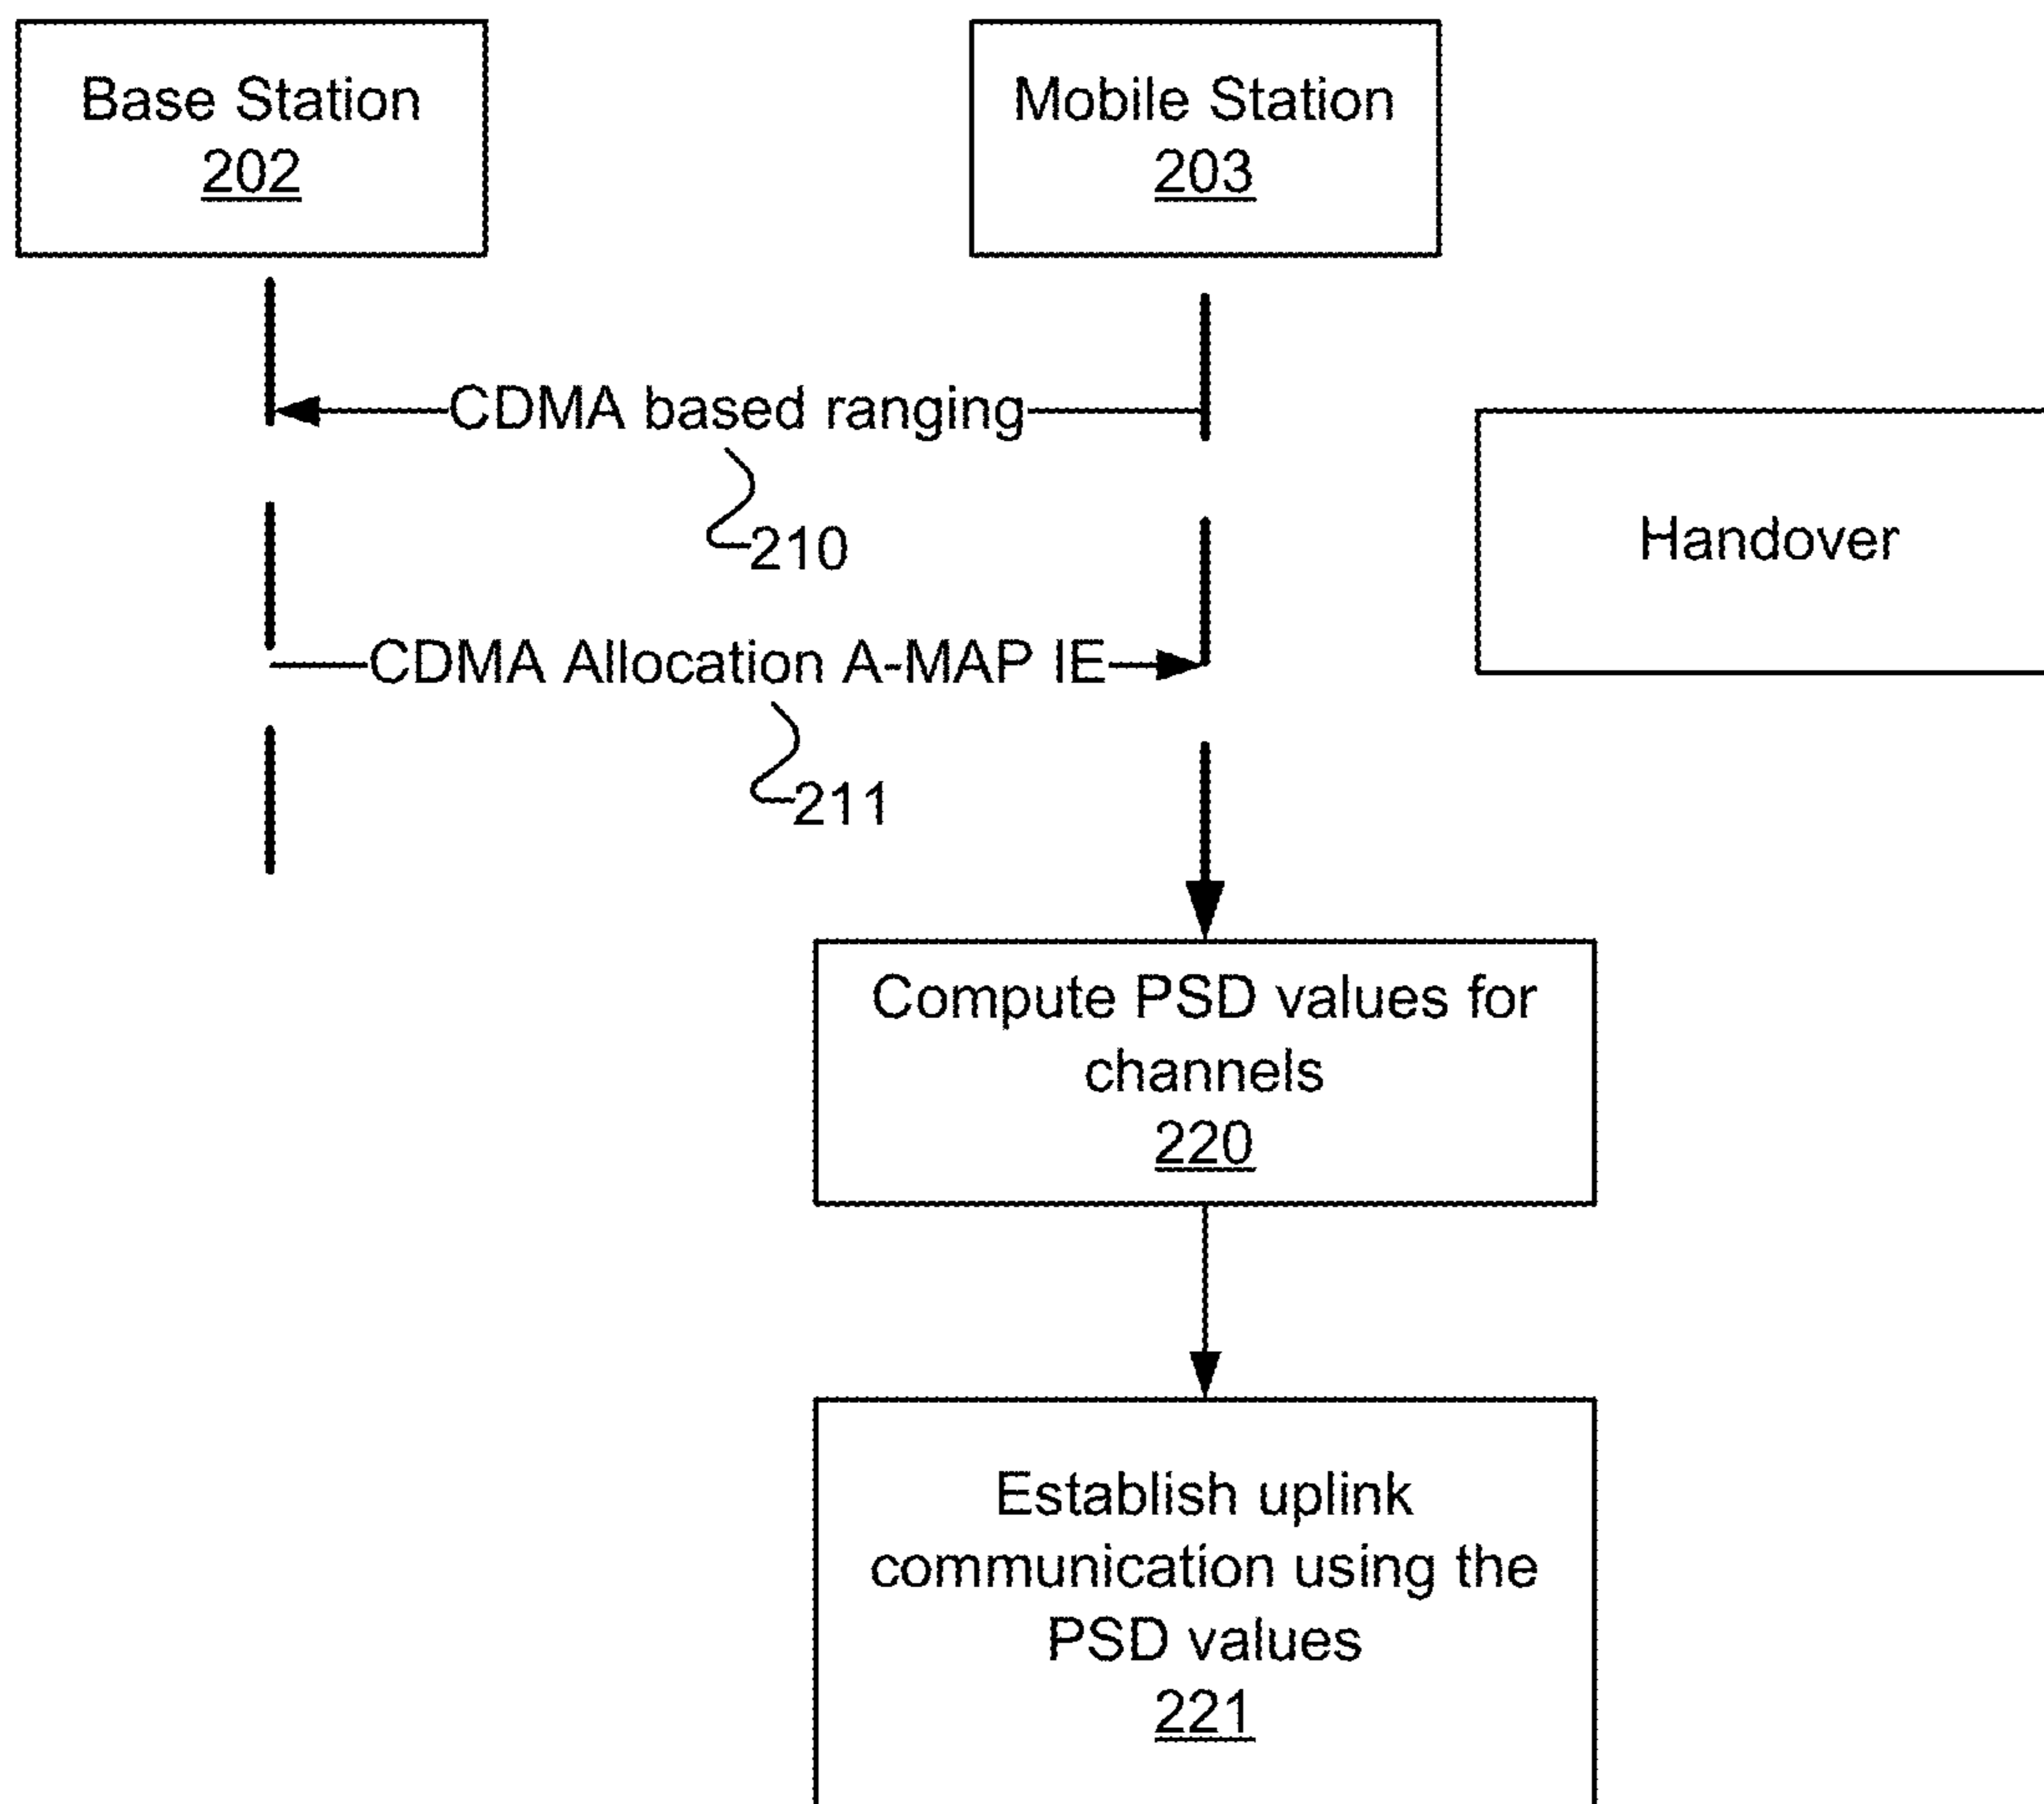 Base Station
202
Mobile Station
203
CDMA based ranging
210
Handover
CDMA Allocation A-MAP IE
211
Compute PSD values for
channels
220
Establish uplink
communication using the
PSD values
221